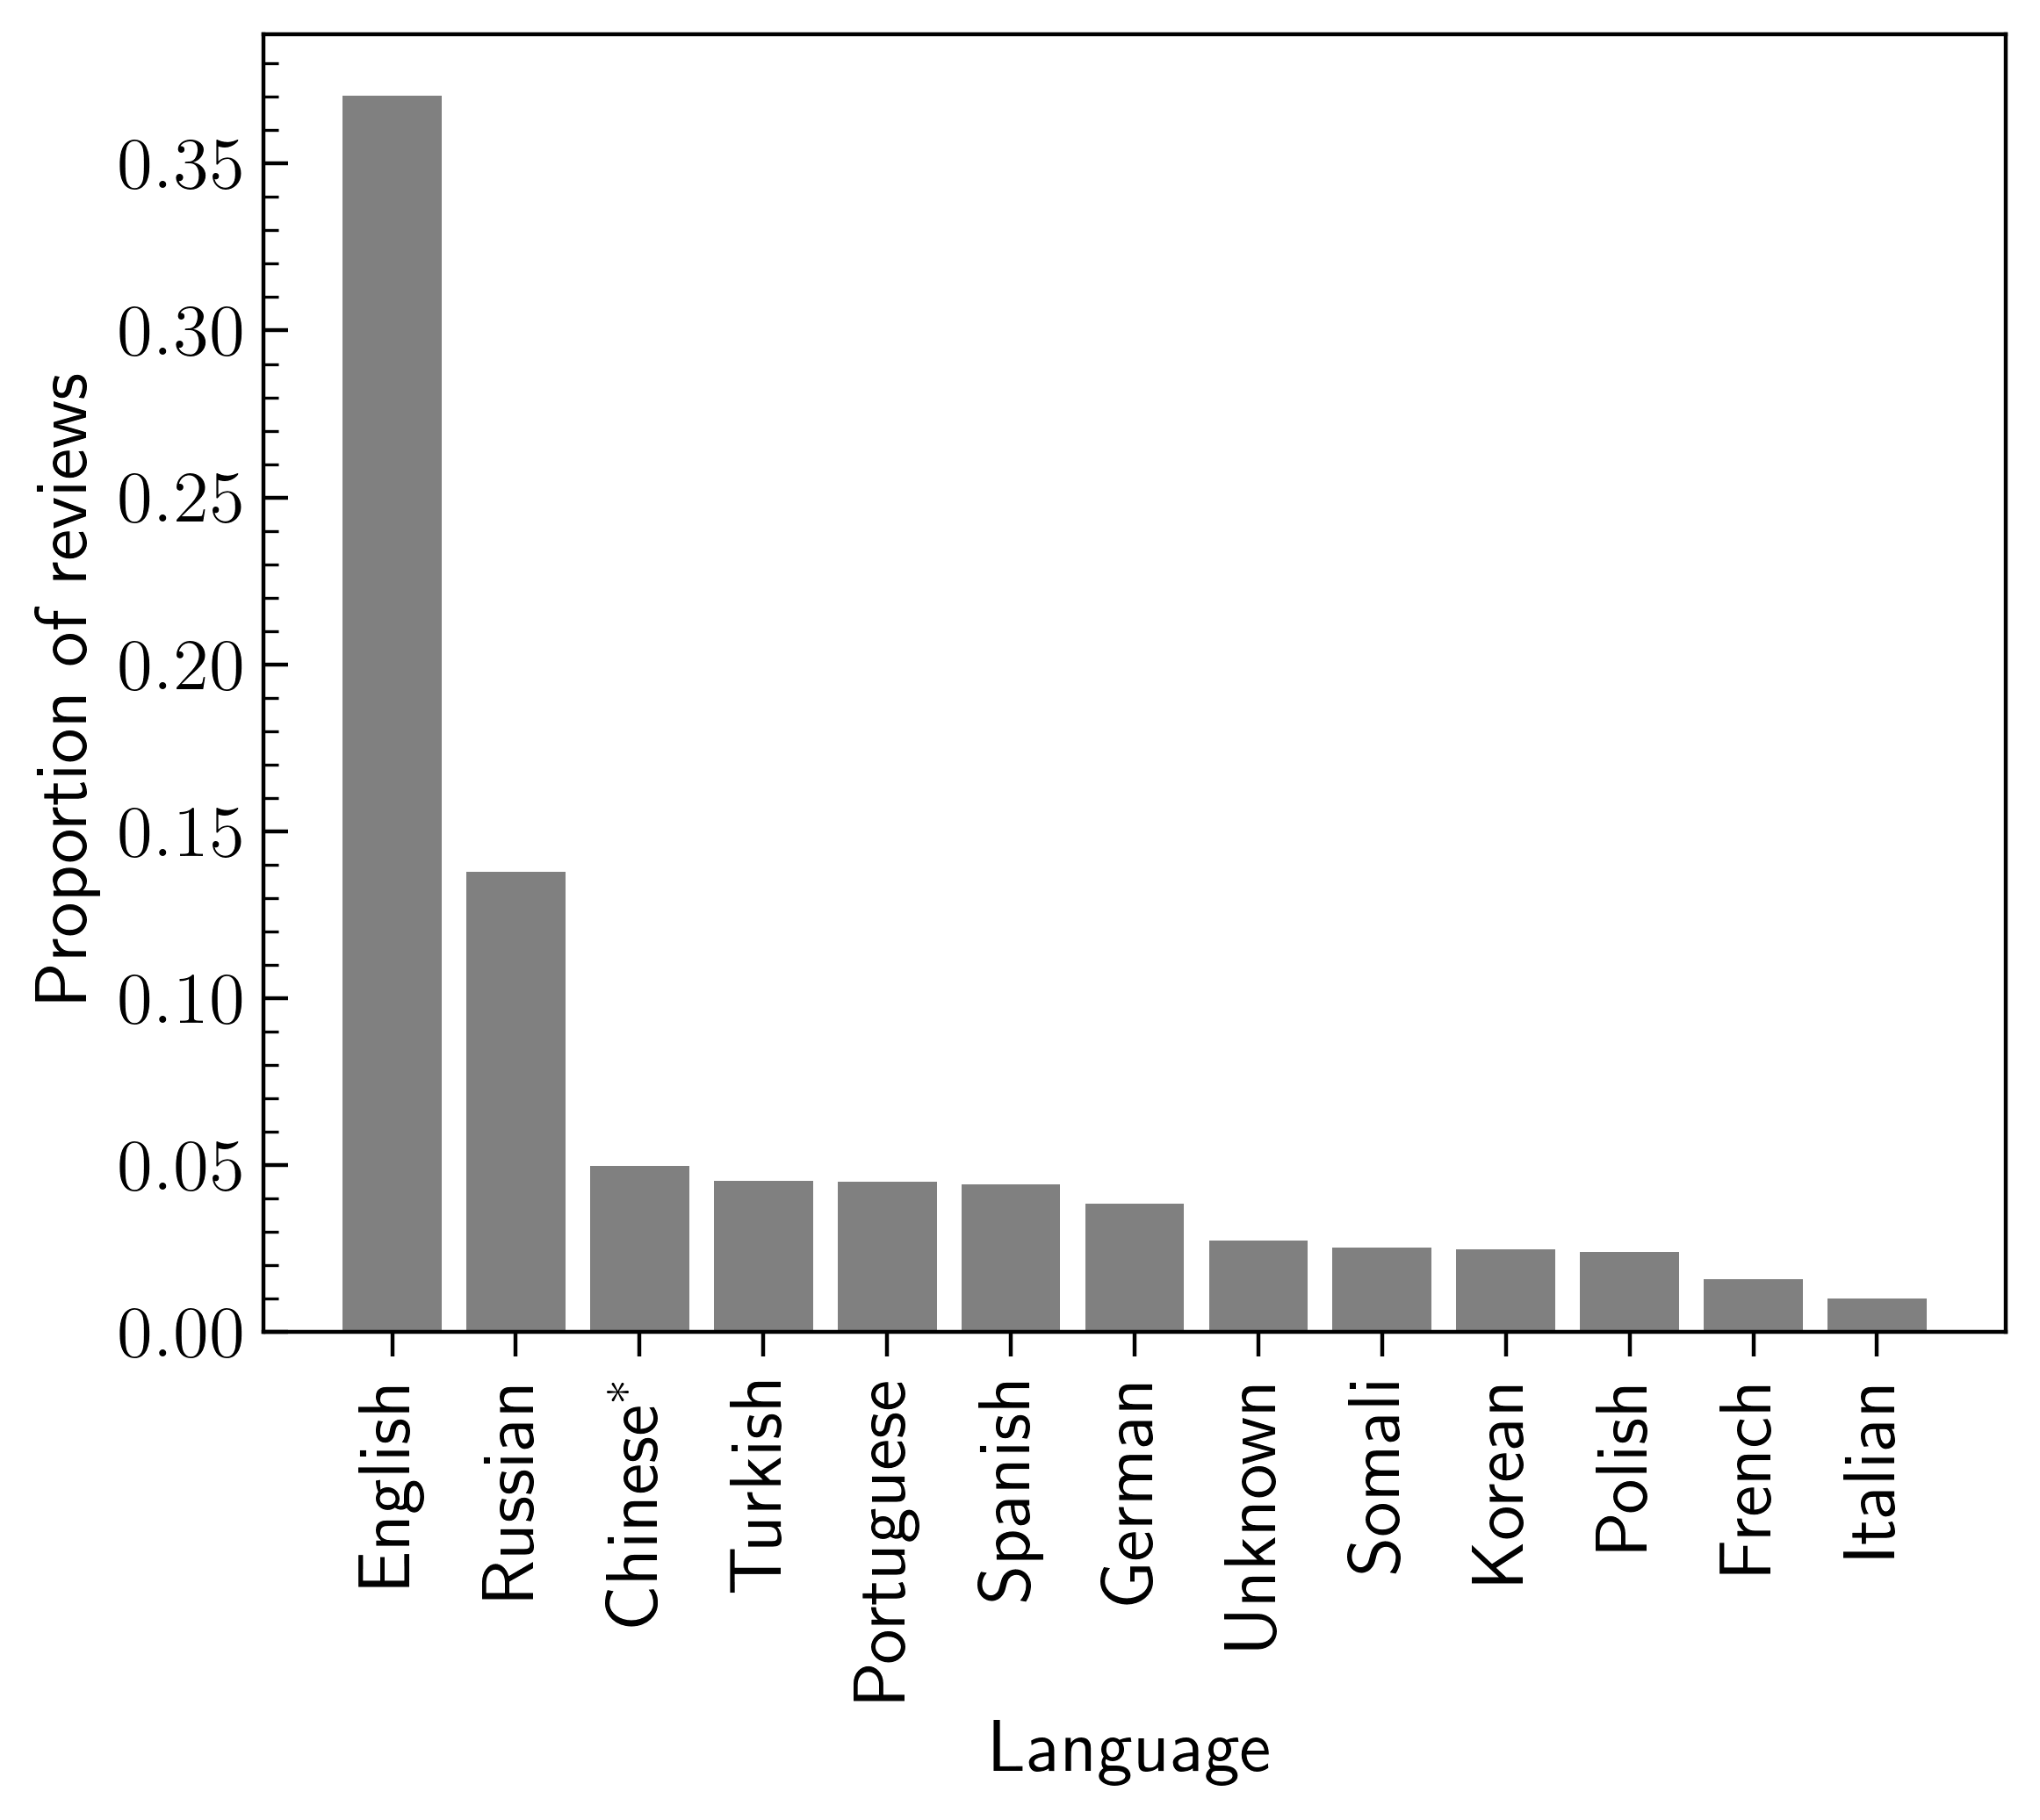 Proportion of reviews
0.35
0.30
0.25
0.20
0.15
0.10
0.05
0.00
English
Russian
Chinese*
Turkish
Portuguese
Spanish
German
Unknown
Somali
Korean
Polish
French
Italian
Language